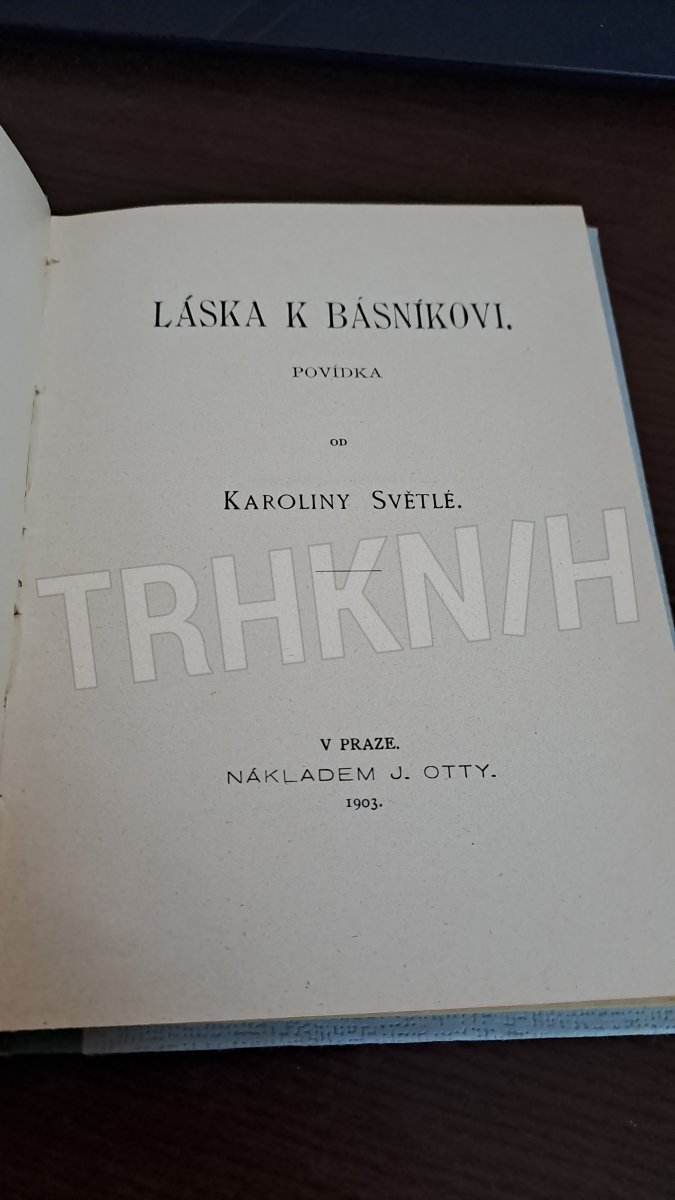 LÁSKA K BÁSNÍKOVI.
POVÍDKA
OD
KAROLINY SVĚTLÉ.
TRHKNIH
V PRAZE.
NÁKLADEM J. OTTY.
1903.